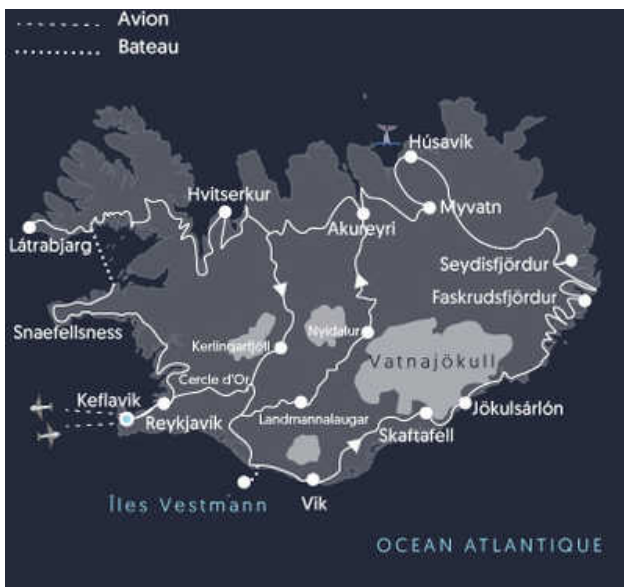 Avion
Bateau
Húsavík
Hvitserkur
Myvatn
Akureyri
Látrabjarg
Seydisfjördur
Faskrudsfjördur
Snaefellsness
Nyidalur
Kerlingarfjöll
Vatnajökull
Cercle d'Or
Keflavik
Reykjavík
Landmannalaugar
Jökulsárlón
Skaftafell
Îles Vestmann
Vik
OCEAN ATLANTIQUE